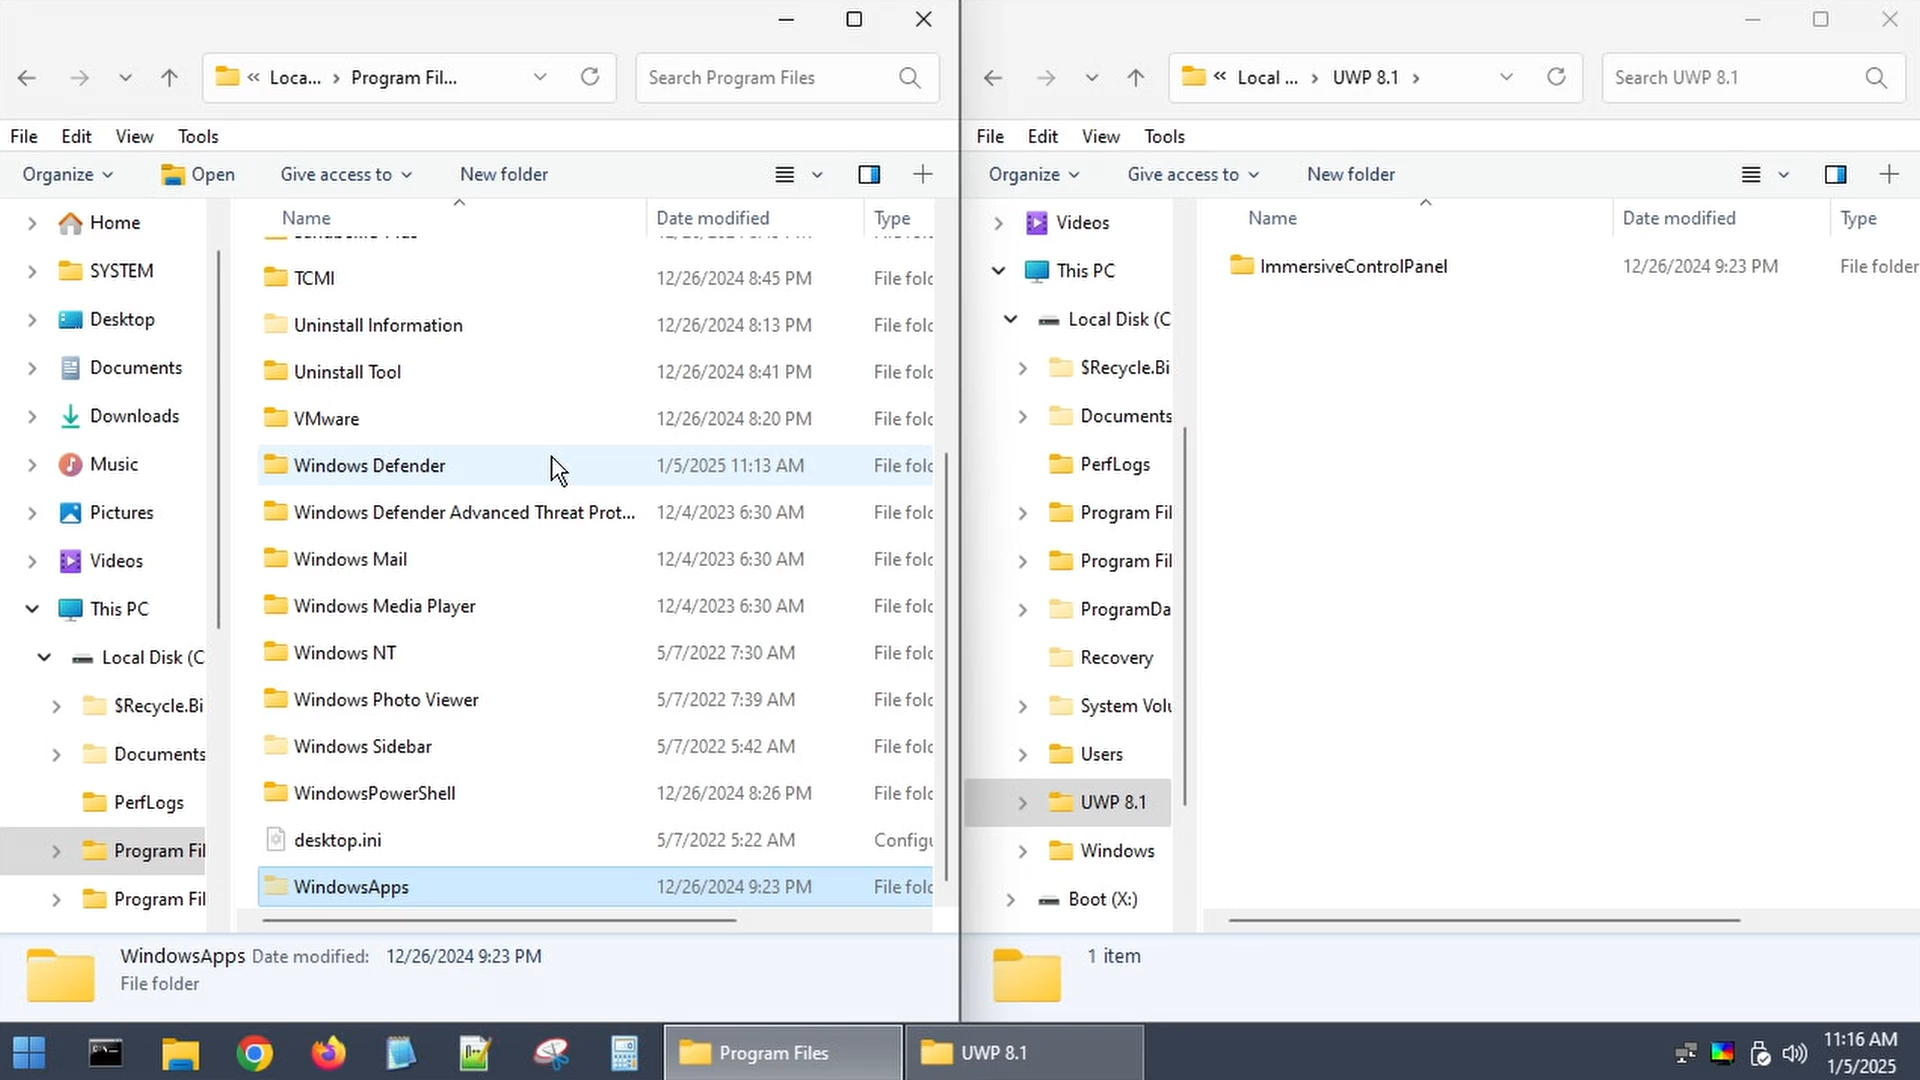 Loca... Program Fil...
Search Program Files
File Edit View Tools
Organize Open Give access to New folder
Home
SYSTEM
Desktop
Documents
Downloads
Music
Pictures
Videos
This PC
Local Disk (C
$Recycle.Bi
Documents
PerfLogs
Program Fil
Program Fil
Name Date modified Type
TCMI 12/26/2024 8:45 PM File folc
Uninstall Information 12/26/2024 8:13 PM File folc
Uninstall Tool 12/26/2024 8:41 PM File folc
VMware 12/26/2024 8:20 PM File folc
Windows Defender 1/5/2025 11:13 AM File folc
Windows Defender Advanced Threat Prot... 12/4/2023 6:30 AM File folc
Windows Mail 12/4/2023 6:30 AM File folc
Windows Media Player 12/4/2023 6:30 AM File folc
Windows NT 5/7/2022 7:30 AM File folc
Windows Photo Viewer 5/7/2022 7:39 AM File folc
Windows Sidebar 5/7/2022 5:42 AM File folc
WindowsPowerShell 12/26/2024 8:26 PM File folc
desktop.ini 5/7/2022 5:22 AM Configu
WindowsApps 12/26/2024 9:23 PM File folc
WindowsApps Date modified: 12/26/2024 9:23 PM
File folder
Local ... UWP 8.1
Search UWP 8.1
File Edit View Tools
Organize Give access to New folder
Videos
This PC
Local Disk (C
$Recycle.Bi
Documents
PerfLogs
Program Fil
Program Fil
ProgramDa
Recovery
System Volu
Users
UWP 8.1
Windows
Boot (X:)
Name Date modified Type
ImmersiveControlPanel 12/26/2024 9:23 PM File folder
1 item
Program Files
UWP 8.1
11:16 AM
1/5/2025